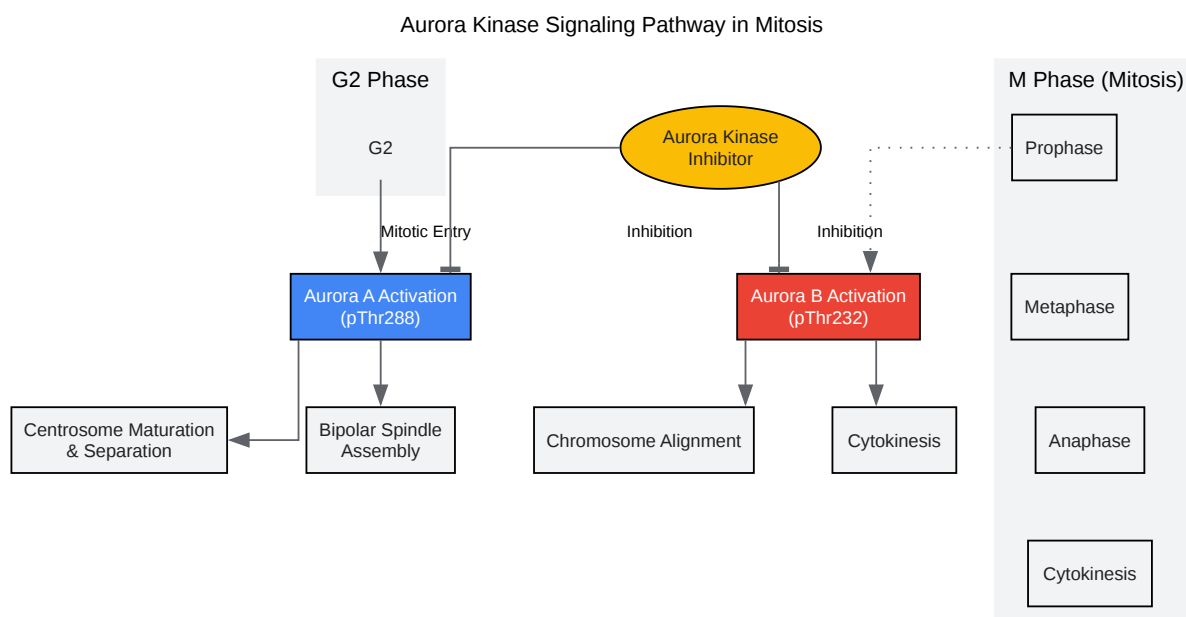 Aurora Kinase Signaling Pathway in Mitosis
G2 Phase
M Phase (Mitosis)
G2
Aurora Kinase
Inhibitor
Prophase
Mitotic Entry
Inhibition
Inhibition
Aurora A Activation
(pThr288)
Aurora B Activation
(pThr232)
Metaphase
Centrosome Maturation
& Separation
Bipolar Spindle
Assembly
Chromosome Alignment
Cytokinesis
Anaphase
Cytokinesis